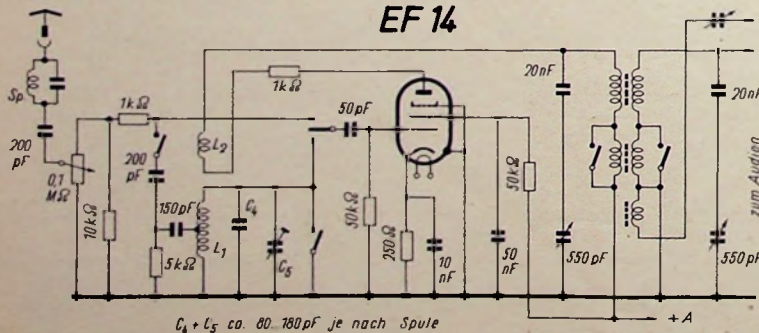 EF 14
Sp.
200
pF
0,1
MΩ
1kΩ
10kΩ
200
pF
150pF
5kΩ
L₂
L₁
C₄
C₅
1kΩ
50pF
50kΩ
250Ω
10
nF
50
nF
50kΩ
20nF
550pF
20nF
550pF
zum Audion
+A
C₄ + C₅ ca. 80...180pF je nach Spule